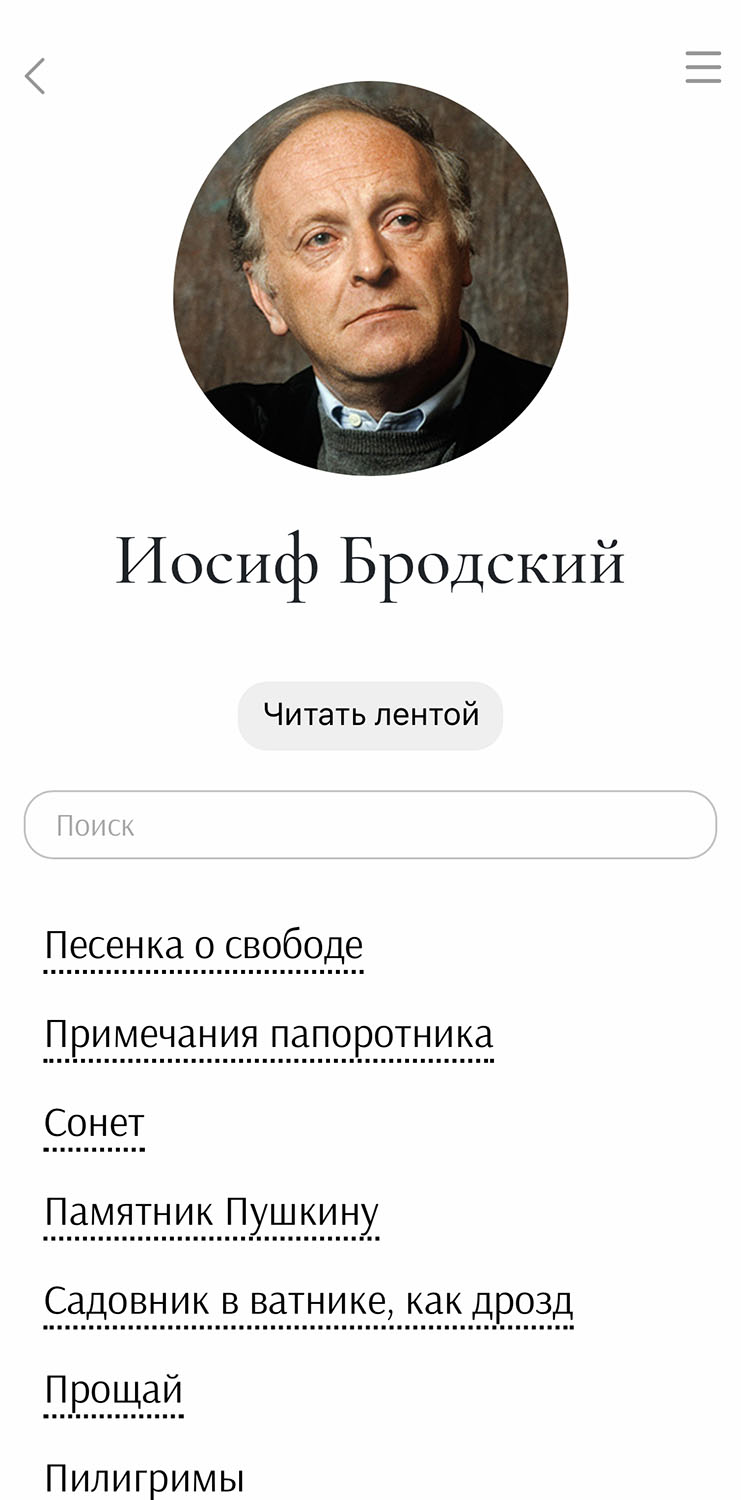 Иосиф Бродский
Читать лентой
Поиск
Песенка о свободе
Примечания папоротника
Сонет
Памятник Пушкину
Садовник в ватнике, как дрозд
Прощай
Пилигримы